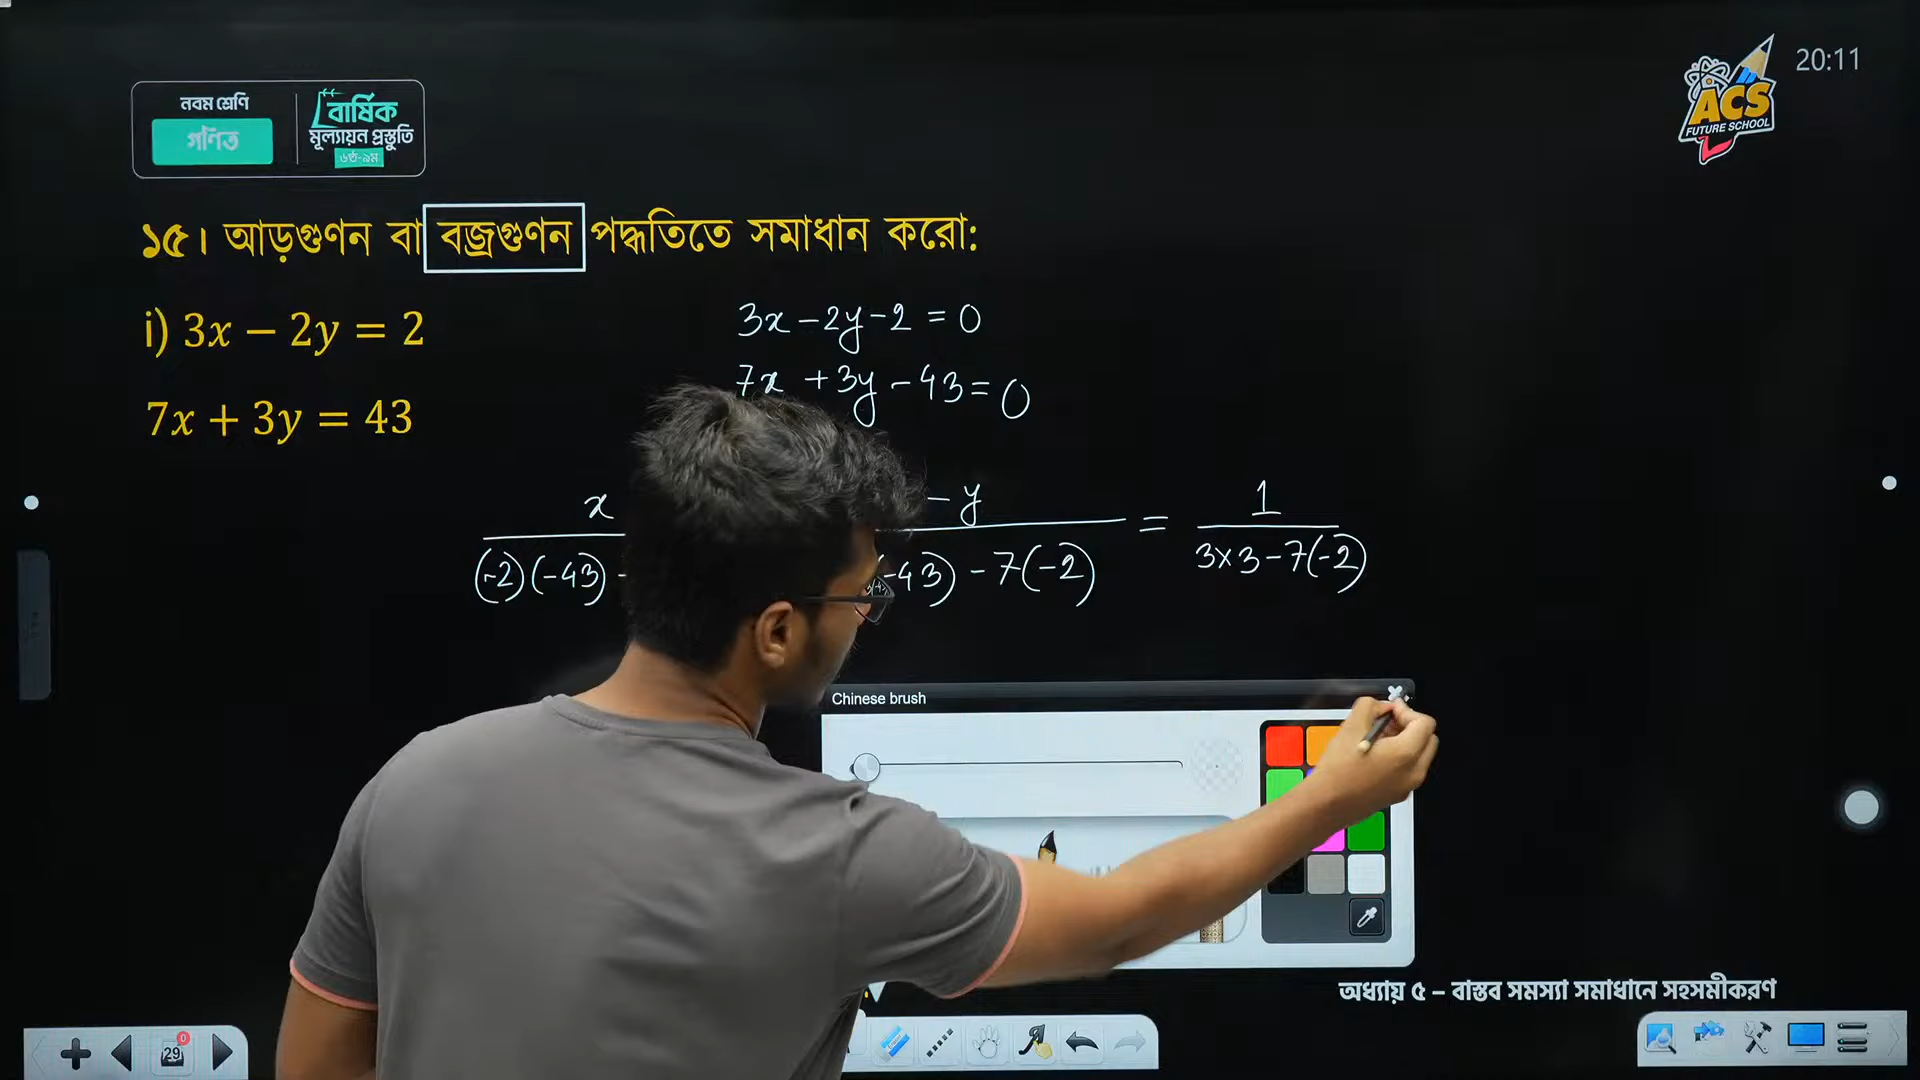 20:11
নবম শ্রেণি
গণিত
বার্ষিক
মূল্যায়ন প্রস্তুতি
৬ষ্ঠ-৯ম
ACS
FUTURE SCHOOL
১৫। আড়গুণন বা বজ্রগুণন পদ্ধতিতে সমাধান করো:
i) 3x − 2y = 2
7x + 3y = 43
3x − 2y − 2 = 0
7x + 3y − 43 = 0
x − y = 1
(-2)(-43) - -43) - 7(-2) 3×3-7(-2)
Chinese brush
অধ্যায় ৫ – বাস্তব সমস্যা সমাধানে সহসমীকরণ
29
0